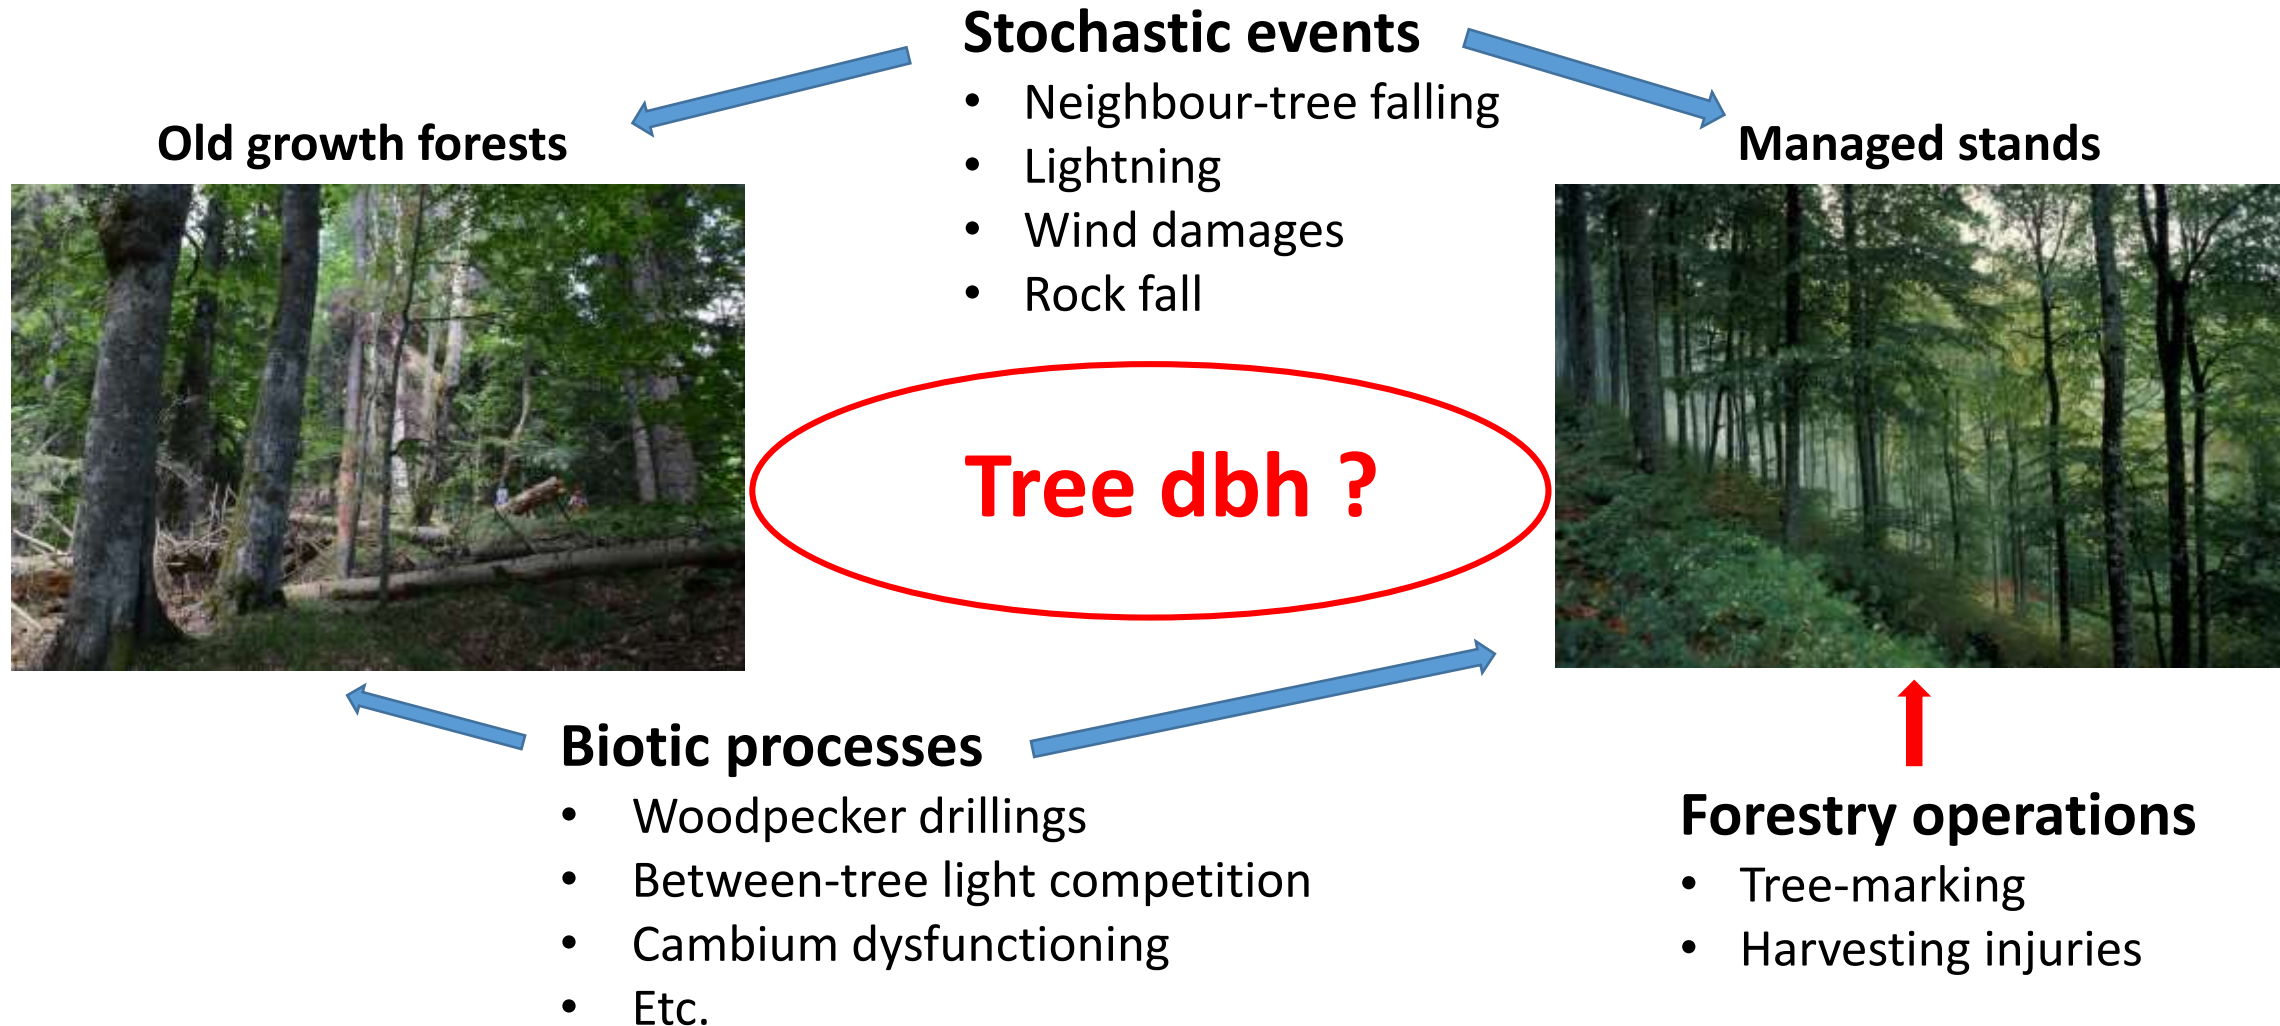 Stochastic events
• Neighbour-tree falling
• Lightning
• Wind damages
• Rock fall
Old growth forests
Managed stands
Tree dbh ?
Biotic processes
• Woodpecker drillings
• Between-tree light competition
• Cambium dysfunctioning
• Etc.
Forestry operations
• Tree-marking
• Harvesting injuries